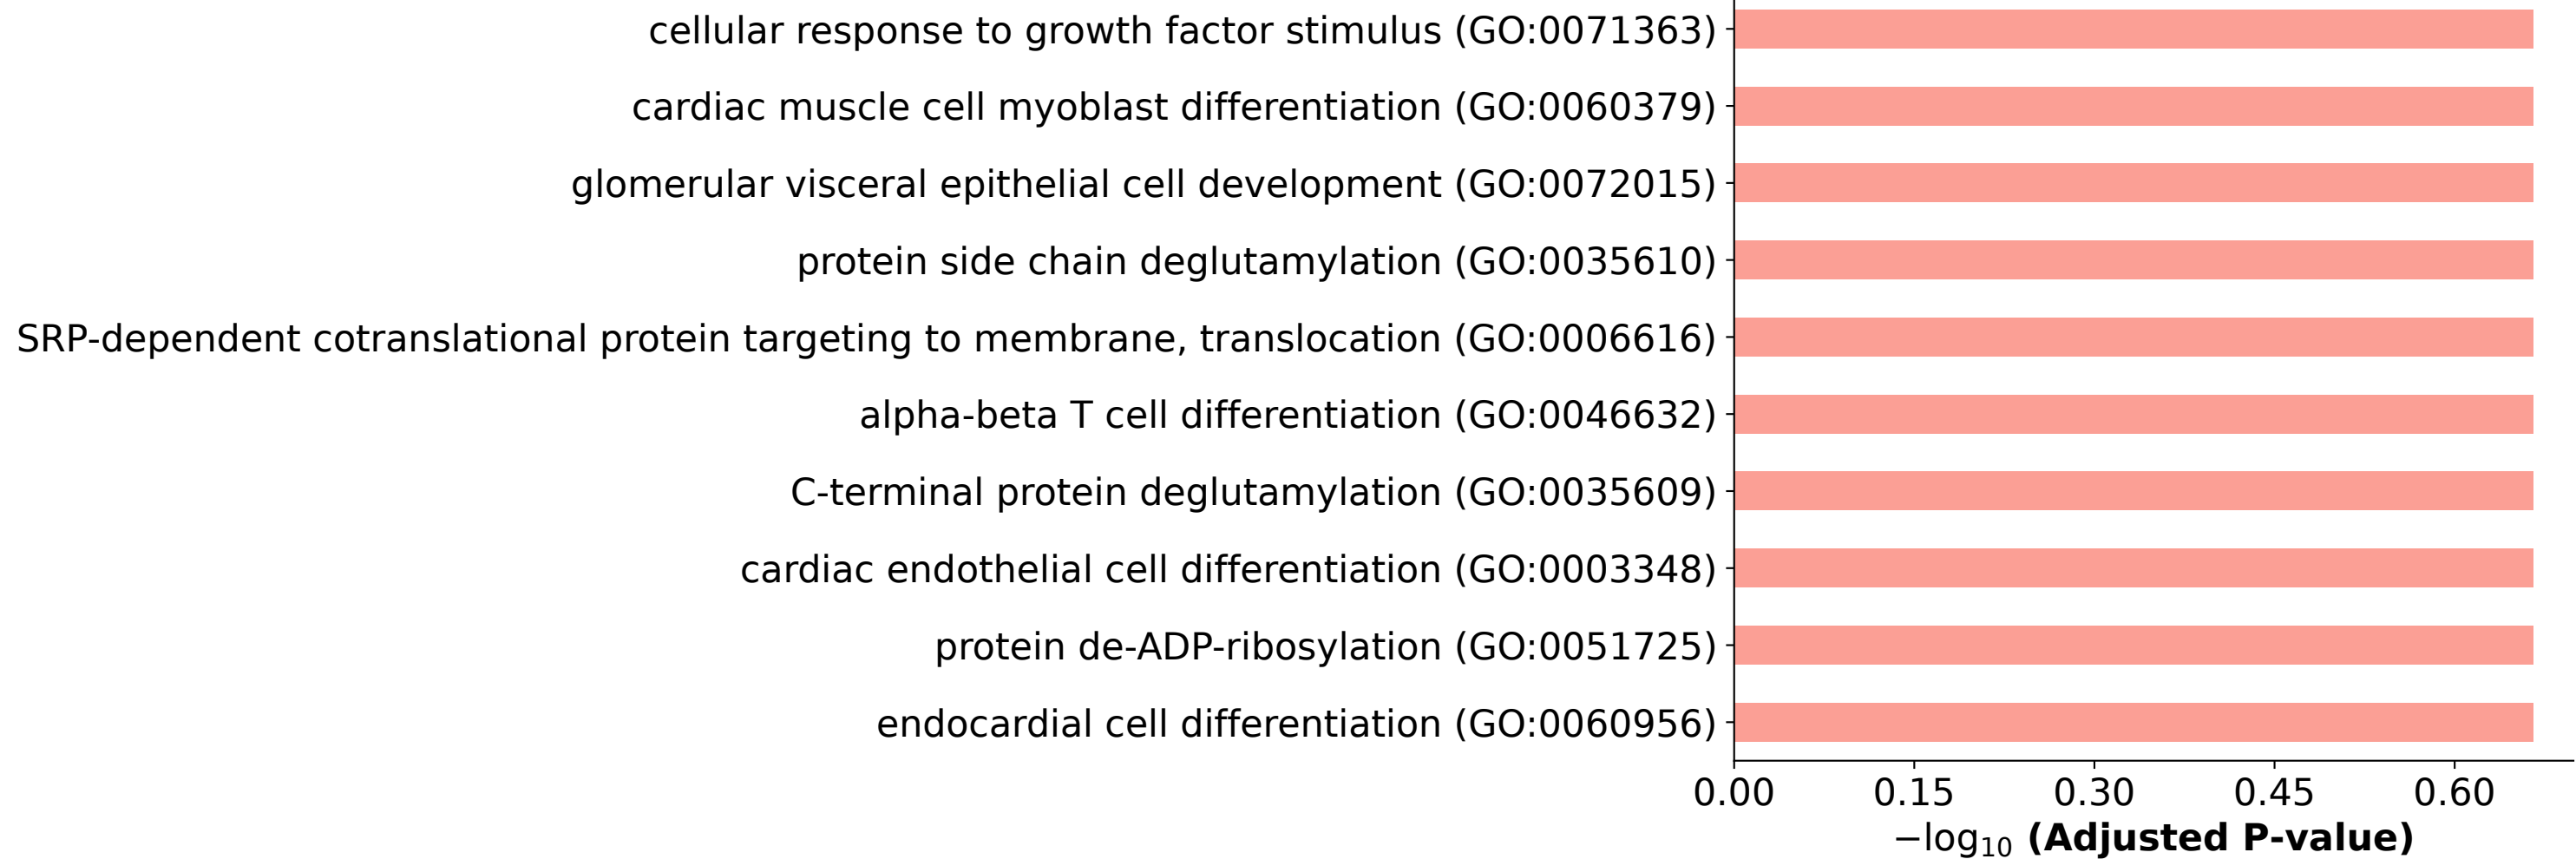 cellular response to growth factor stimulus (GO:0071363)
cardiac muscle cell myoblast differentiation (GO:0060379)
glomerular visceral epithelial cell development (GO:0072015)
protein side chain deglutamylation (GO:0035610)
SRP-dependent cotranslational protein targeting to membrane, translocation (GO:0006616)
alpha-beta T cell differentiation (GO:0046632)
C-terminal protein deglutamylation (GO:0035609)
cardiac endothelial cell differentiation (GO:0003348)
protein de-ADP-ribosylation (GO:0051725)
endocardial cell differentiation (GO:0060956)
0.00 0.15 0.30 0.45 0.60
−log₁₀ (Adjusted P-value)